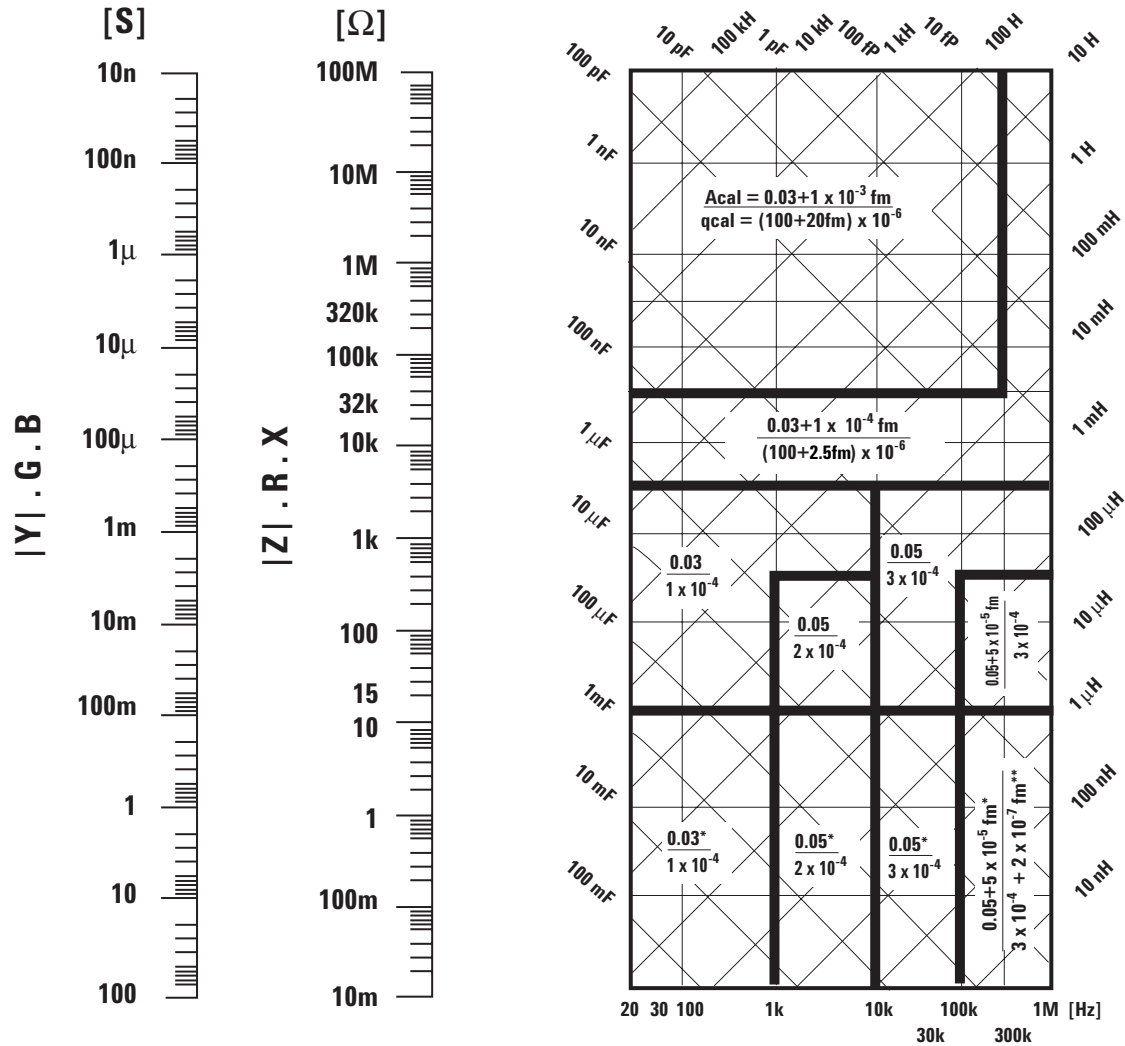 [S]
[Ω]
10n
100n
1μ
10μ
100μ
1m
10m
100m
1
10
100
|Y| . G . B
100M
10M
1M
320k
100k
32k
10k
1k
100
15
10
1
100m
10m
|Z| . R . X
10 pF
100 kH
1 pF
10 kH
100 fP
1 kH
10 fP
100 H
10 H
100 pF
1 nF
10 nF
100 nF
1 μF
10 μF
100 μF
1mF
10 mF
100 mF
1 H
100 mH
10 mH
1 mH
100 μH
10 μH
1 μH
100 nH
10 nH
Acal = 0.03+1 x 10⁻³ fm
qcal = (100+20fm) x 10⁻⁶
0.03+1 x 10⁻⁴ fm
(100+2.5fm) x 10⁻⁶
0.03
1 x 10⁻⁴
0.05
2 x 10⁻⁴
0.05
3 x 10⁻⁴
0.05+5 x 10⁻⁵ fm
3 x 10⁻⁴
0.03*
1 x 10⁻⁴
0.05*
2 x 10⁻⁴
0.05*
3 x 10⁻⁴
0.05+5 x 10⁻⁵ fm*
3 x 10⁻⁴ + 2 x 10⁻⁷ fm**
20 30 100 1k 10k 100k 1M [Hz]
30k 300k